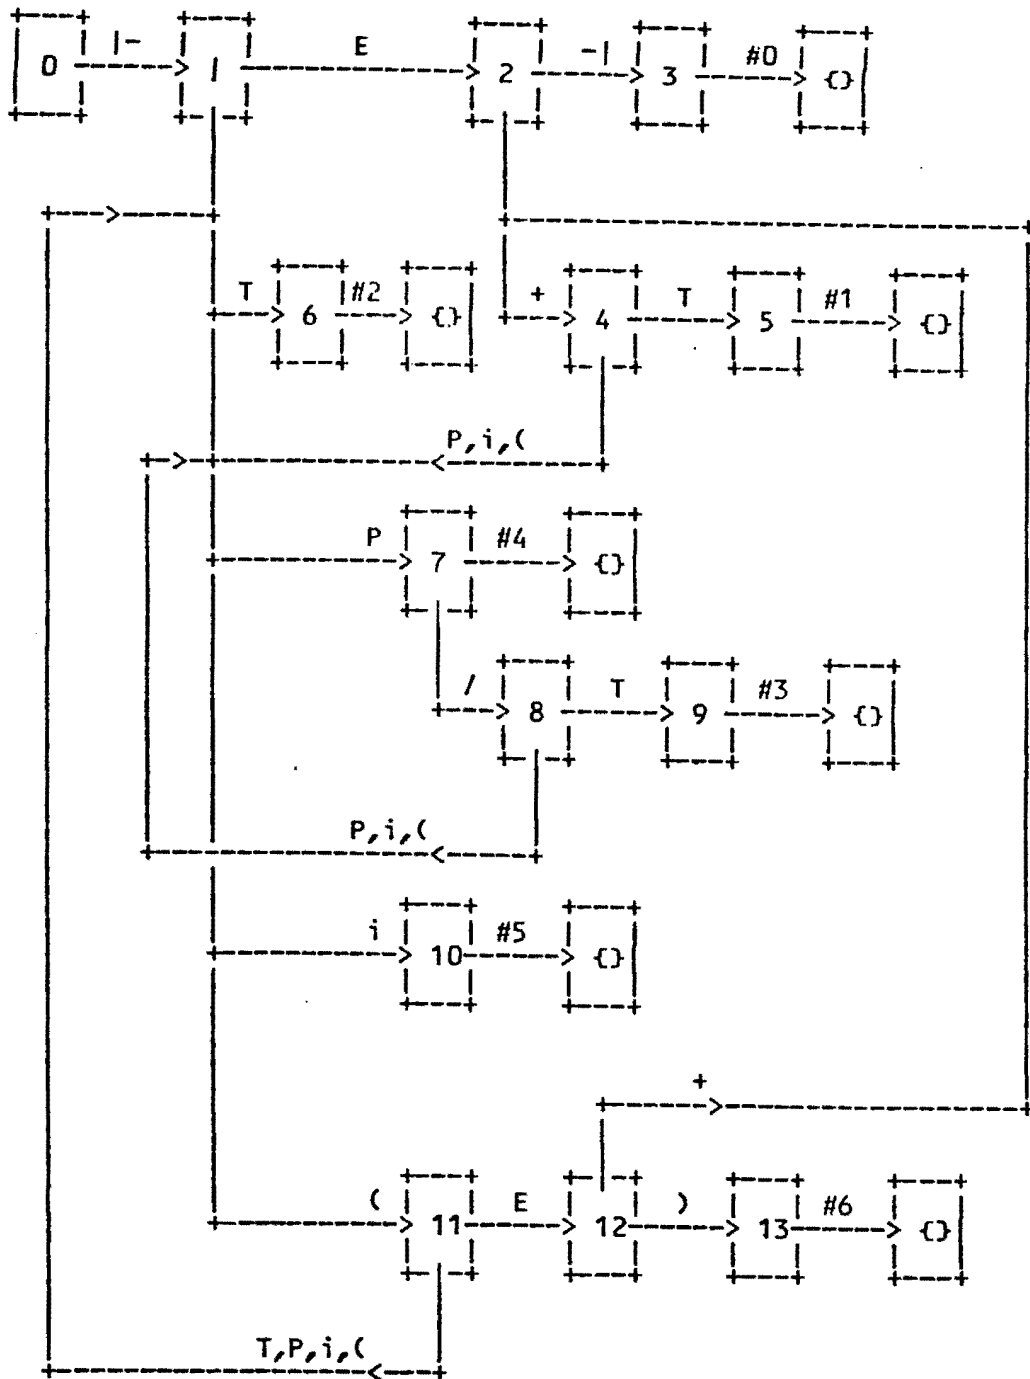 |- E -| #0
0 1 2 3 {}
T #2 + T #1
6 {} 4 5 {}
P,i,(
P #4
7 {}
/ T #3
8 9 {}
P,i,(
i #5
10 {}
+
( E ) #6
11 12 13 {}
T,P,i,(